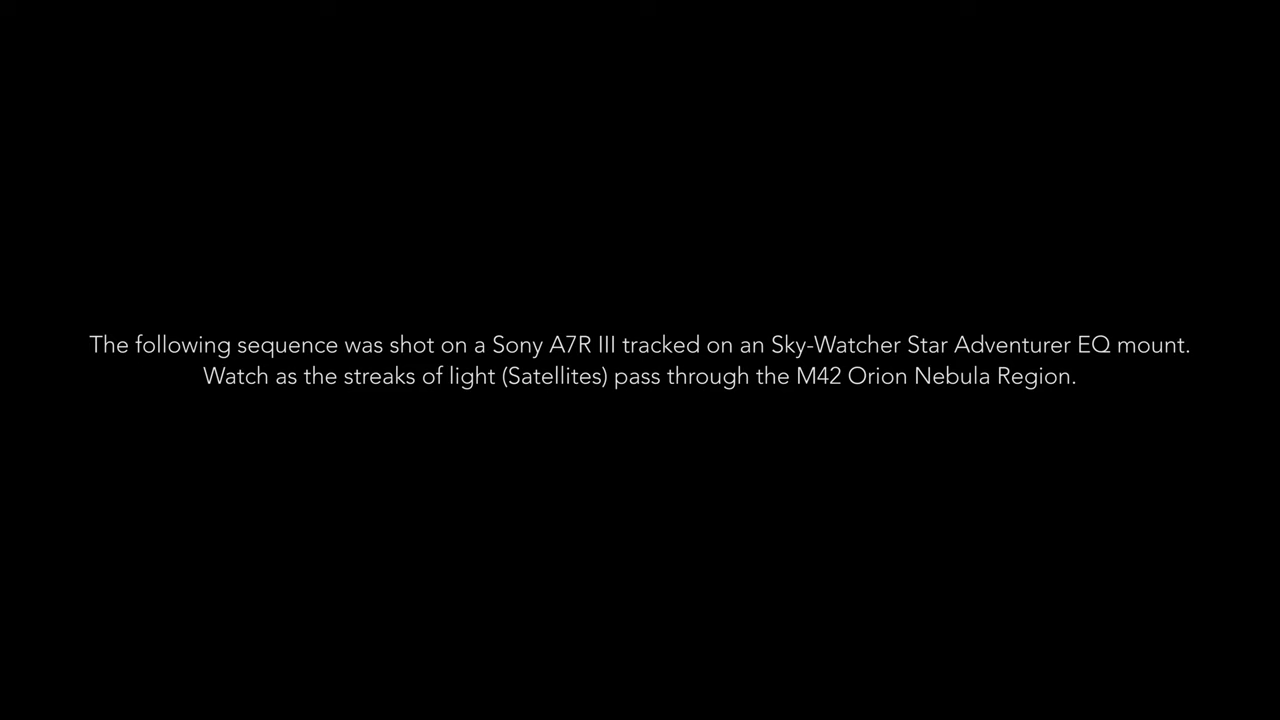 The following sequence was shot on a Sony A7R III tracked on an Sky-Watcher Star Adventurer EQ mount.
Watch as the streaks of light (Satellites) pass through the M42 Orion Nebula Region.